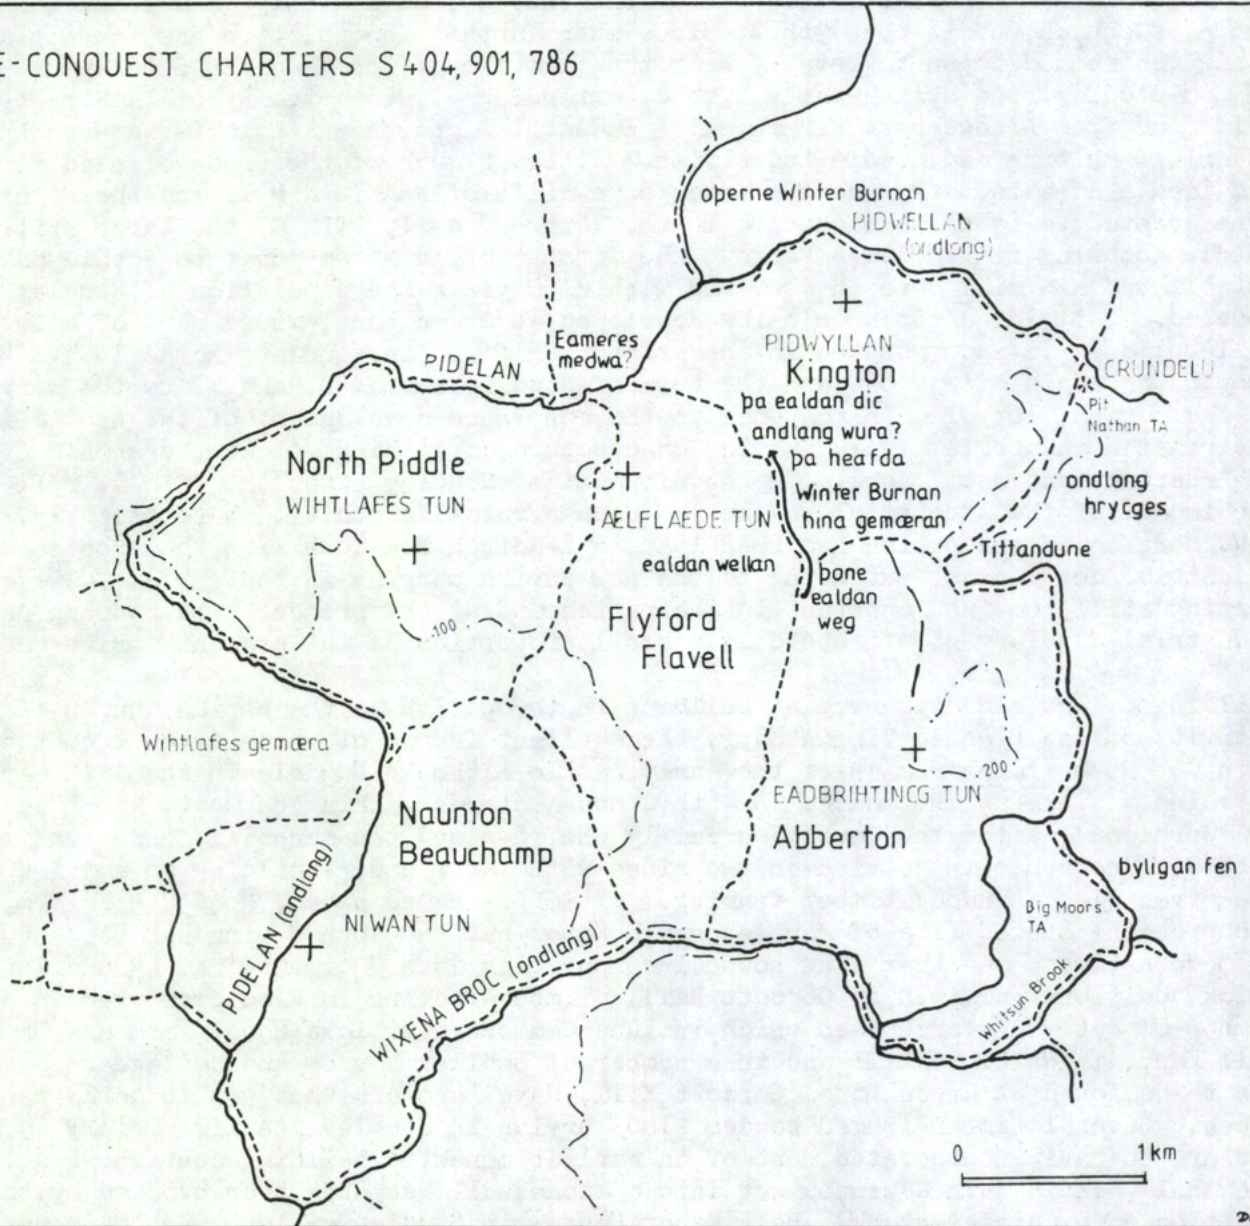 E-CONQUEST CHARTERS S 404, 901, 786
operne Winter Burnan
PIDWELLAN
(ondlong)
Eameres
medwa?
PIDELAN
PIDWYLLAN
Kington
þa ealdan dic
CRUNDELU
Pit
Nathan TA
andlang wura?
þa heafda
North Piddle
WIHTLAFES TUN
Winter Burnan
hina gemæran
ondlong
hrycges
AELFLAEDE TUN
ealdan wellan
Tittandune
þone
ealdan
weg
100
Flyford
Flavell
Wihtlafes gemæra
200
EADBRIHTINCG TUN
Abberton
Naunton
Beauchamp
byligan fen
Big Moors
TA
PIDELAN (andlang)
NIWAN TUN
WIXENA BROC (ondlang)
Whitsun Brook
0 1km